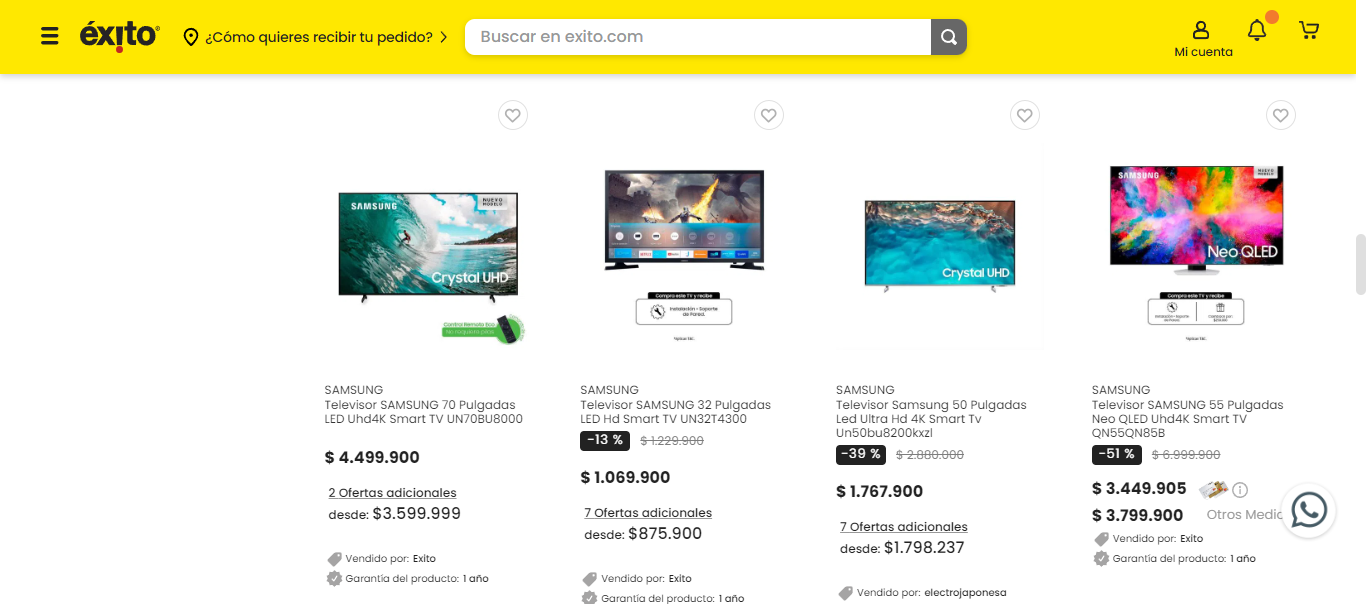 éxito
¿Cómo quieres recibir tu pedido?
Buscar en exito.com
Mi cuenta
SAMSUNG
NUEVO MODELO
Crystal UHD
Control Remoto Eco
Compra este TV y recibe
Instalación + Soporte
de Pared.
Crystal UHD
SAMSUNG
Neo QLED
Compra este TV y recibe
SAMSUNG
Televisor SAMSUNG 70 Pulgadas
LED Uhd4K Smart TV UN70BU8000
$ 4.499.900
2 Ofertas adicionales
desde: $3.599.999
Vendido por: Exito
Garantía del producto: 1 año
SAMSUNG
Televisor SAMSUNG 32 Pulgadas
LED Hd Smart TV UN32T4300
-13 % $ 1.229.900
$ 1.069.900
7 Ofertas adicionales
desde: $875.900
Vendido por: Exito
Garantía del producto: 1 año
SAMSUNG
Televisor Samsung 50 Pulgadas
Led Ultra Hd 4K Smart Tv
Un50bu8200kxzl
-39 % $ 2.880.000
$ 1.767.900
7 Ofertas adicionales
desde: $1.798.237
Vendido por: electrojaponesa
SAMSUNG
Televisor SAMSUNG 55 Pulgadas
Neo QLED Uhd4K Smart TV
QN55QN85B
-51 % $ 6.999.900
$ 3.449.905
$ 3.799.900 Otros Medic
Vendido por: Exito
Garantía del producto: 1 año